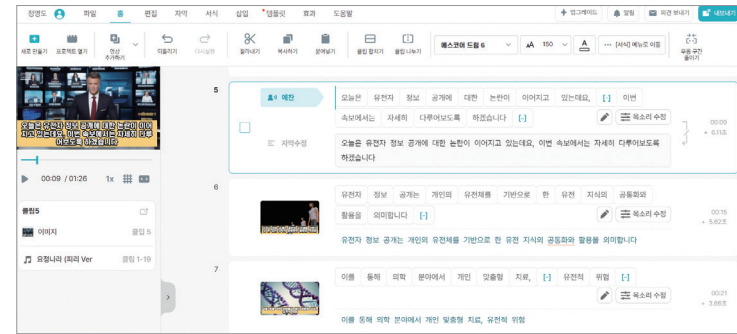 정영도 파일 홈 편집 자막 서식 삽입 템플릿 효과 도움말 업그레이드 알림 의견 보내기 내보내기
새로 만들기 프로젝트 열기 영상 추가하기 되돌리기 다시실행 잘라내기 복사하기 붙여넣기 클립 합치기 클립 나누기 에스코어 드림 6 150 [서식] 메뉴로 이동 무음 구간 줄이기
오늘은 유전자 정보 공개에 대한 논란이 이어
지고 있는데요, 이번 속보에서는 자세히 다루
어보도록 하겠습니다
00:09 / 01:26 1x
클립5
이미지 클립 5
요정나라 (피리 Ver 클립 1-19
5
예찬 오늘은 유전자 정보 공개에 대한 논란이 이어지고 있는데요, [-] 이번
속보에서는 자세히 다루어보도록 하겠습니다 [-] 목소리 수정
00:09
+ 6.11초
자막수정 오늘은 유전자 정보 공개에 대한 논란이 이어지고 있는데요, 이번 속보에서는 자세히 다루어보도록
하겠습니다
6
유전자 정보 공개는 개인의 유전체를 기반으로 한 유전 지식의 공통화와
활용을 의미합니다 [-] 목소리 수정
00:15
+ 5.62초
유전자 정보 공개는 개인의 유전체를 기반으로 한 유전 지식의 공통화와 활용을 의미합니다
7
이를 통해 의학 분야에서 개인 맞춤형 치료, [-] 유전적 위험 [-]
목소리 수정
00:21
+ 3.66초
이를 통해 의학 분야에서 개인 맞춤형 치료, 유전적 위험